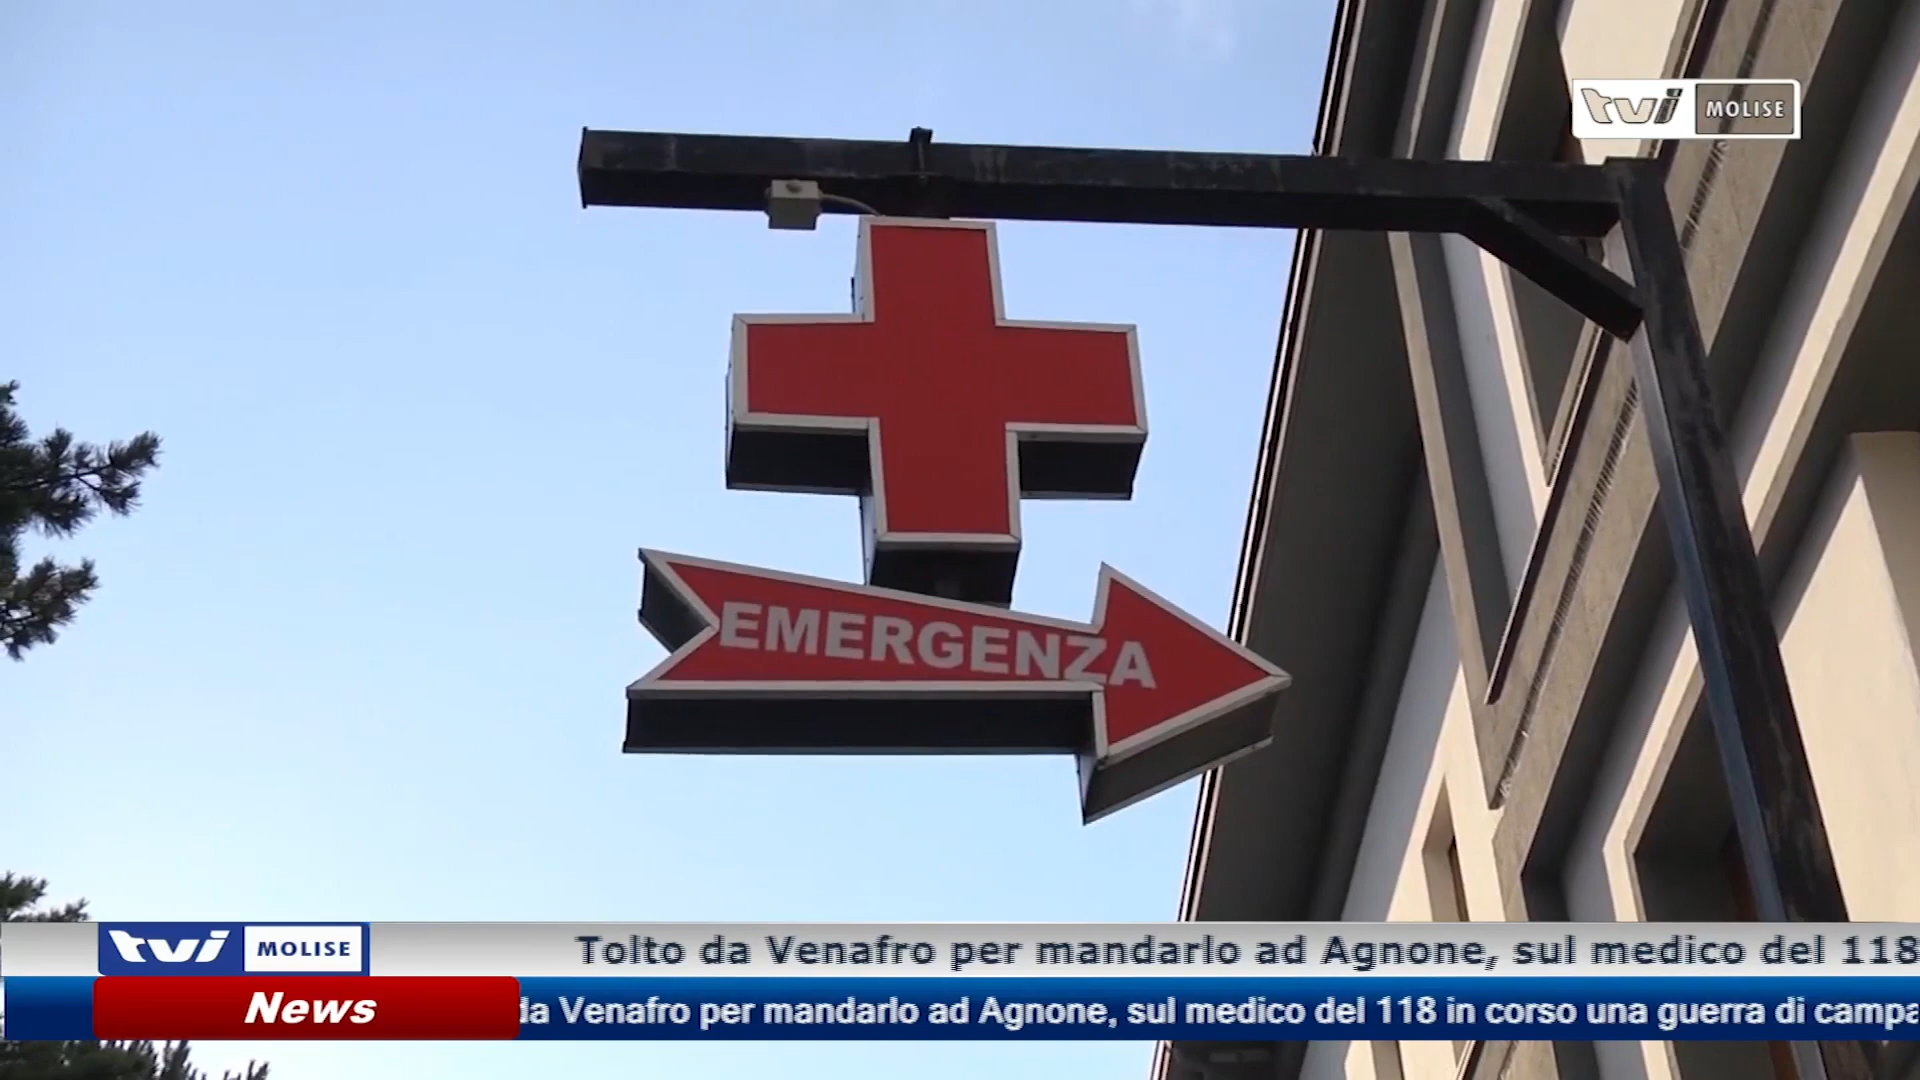 tvi MOLISE
EMERGENZA
tvi MOLISE
Tolto da Venafro per mandarlo ad Agnone, sul medico del 118
News
da Venafro per mandarlo ad Agnone, sul medico del 118 in corso una guerra di campa